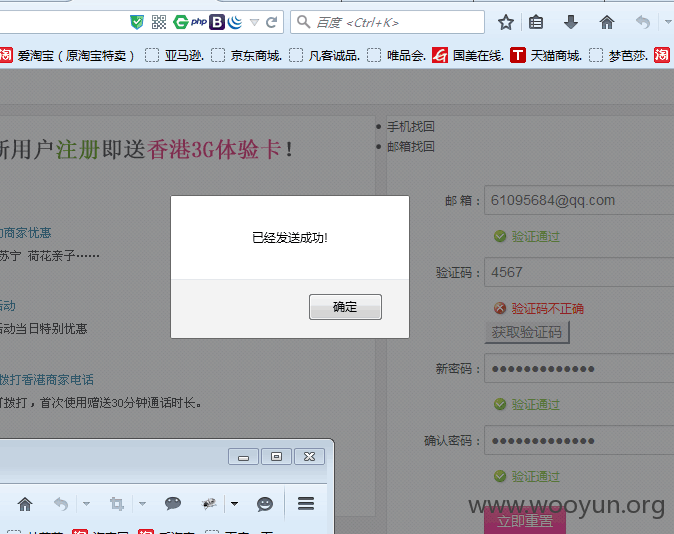 php B
百度 <Ctrl+K>
淘 爱淘宝（原淘宝特卖） 亚马逊. 京东商城. 凡客诚品. 唯品会. G 国美在线. T 天猫商城. 梦芭莎. 淘
新用户注册即送香港3G体验卡！
商家优惠
苏宁 荷花亲子……
活动
活动当日特别优惠
拨打香港商家电话
拨打，首次使用赠送30分钟通话时长。
手机找回
邮箱找回
邮 箱： 61095684@qq.com
验证通过
验证码： 4567
验证码不正确
获取验证码
新密码： •••••••••••••
验证通过
确认密码： •••••••••••••
验证通过
立即重置
已经发送成功!
确定
www.wooyun.org